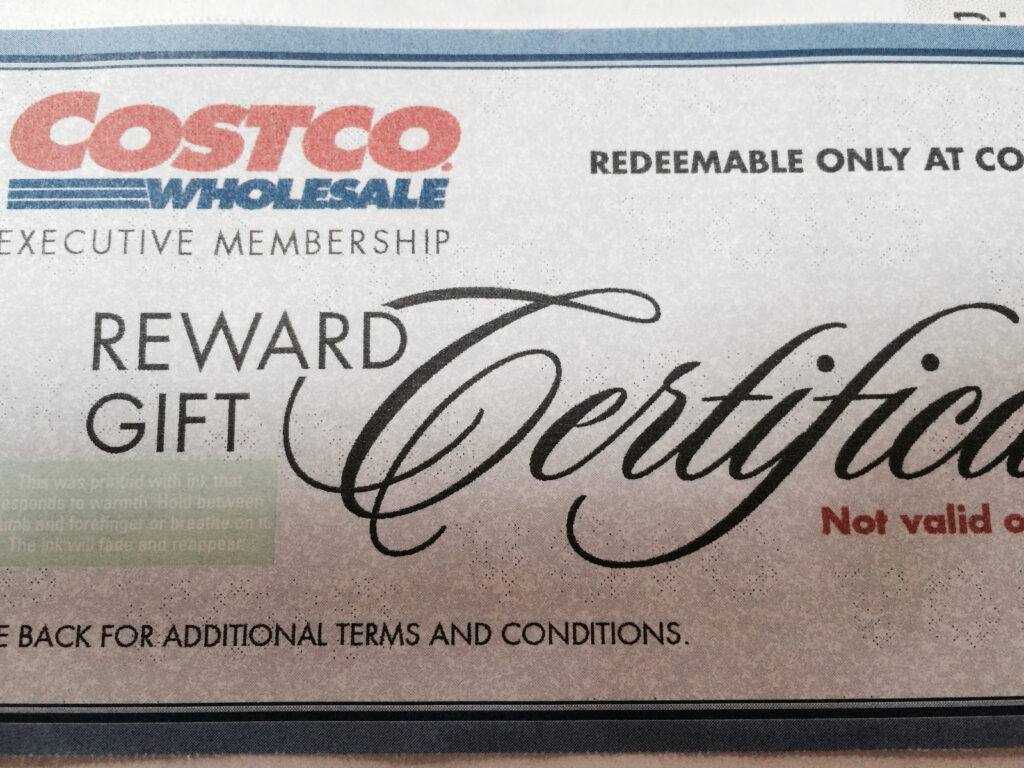 COSTCO
WHOLESALE
EXECUTIVE MEMBERSHIP
REDEEMABLE ONLY AT CO
REWARD
GIFT
Certifica
This was printed with ink that
esponds to warmth. Hold between
umb and forefinger or breathe on it.
The ink will fade and reappear.
Not valid o
E BACK FOR ADDITIONAL TERMS AND CONDITIONS.